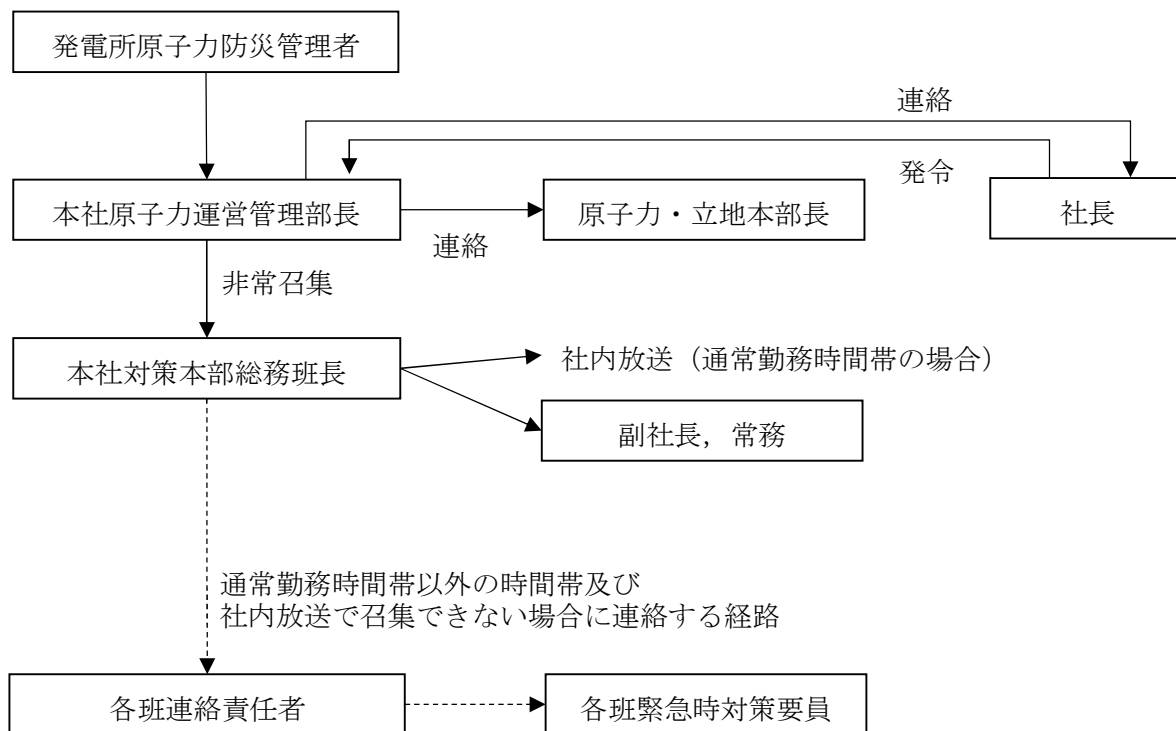 発電所原子力防災管理者
連絡
発令
本社原子力運営管理部長
原子力・立地本部長
社長
連絡
非常召集
本社対策本部総務班長
社内放送（通常勤務時間帯の場合）
副社長，常務
通常勤務時間帯以外の時間帯及び
社内放送で召集できない場合に連絡する経路
各班連絡責任者
各班緊急時対策要員